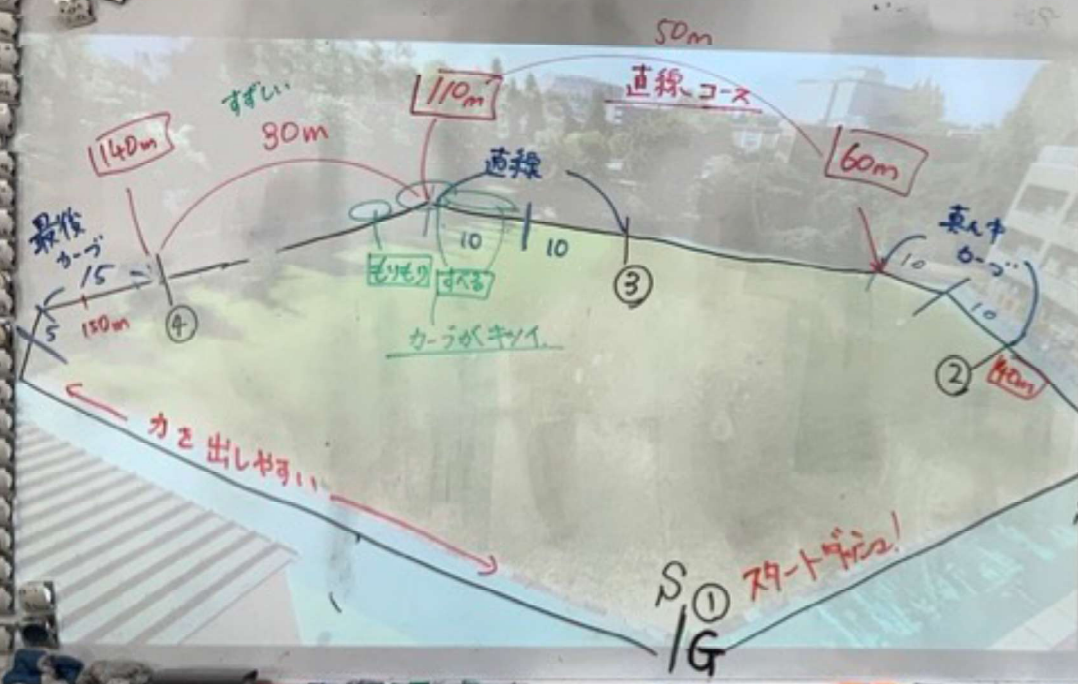 50m
直線コース
110m
すずしい
30m
140m
60m
直線
最後
カーブ
真ん中
カーブ
15
5
150m
④
10
10
③
もりもり
すべる
カーブがキツイ
10
10
②
40m
力を出しやすい
スタートダッシュ!
S
①
/G